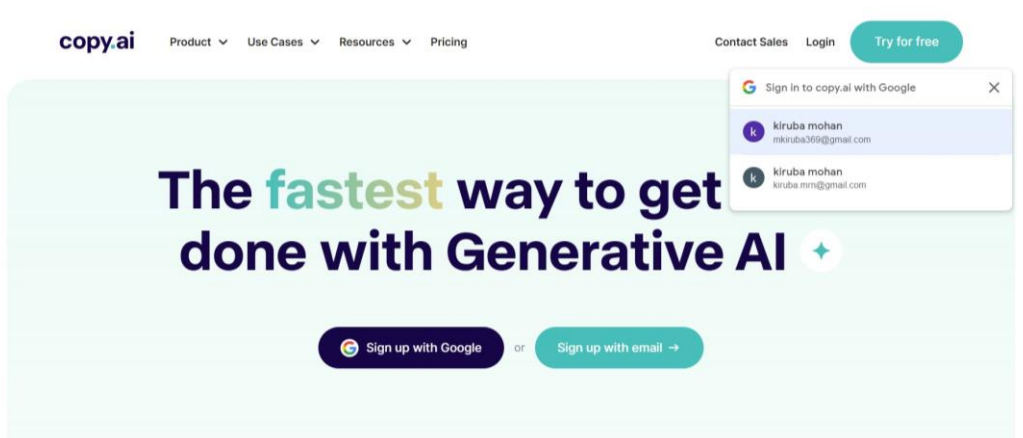 copy.ai Product Use Cases Resources Pricing Contact Sales Login Try for free
Sign in to copy.ai with Google
kiruba mohan
mkiruba369@gmail.com
kiruba mohan
kiruba.mrn@gmail.com
The fastest way to get
done with Generative AI
Sign up with Google or Sign up with email →